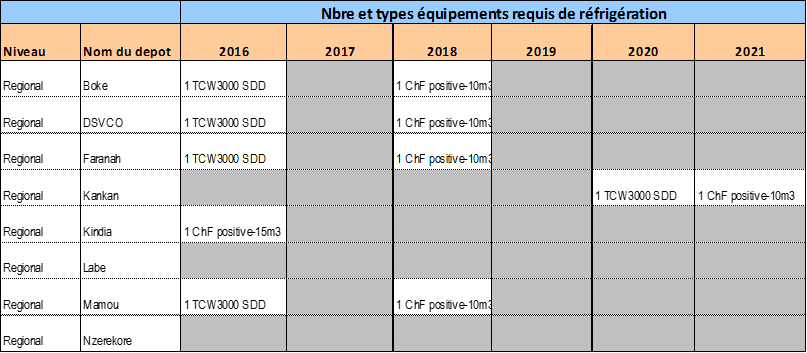 Nbre et types équipements requis de réfrigération
Niveau Nom du depot 2016 2017 2018 2019 2020 2021
Regional Boke 1 TCW3000 SDD 1 ChF positive-10m3
Regional DSVCO 1 TCW3000 SDD 1 ChF positive-10m3
Regional Faranah 1 TCW3000 SDD 1 ChF positive-10m3
Regional Kankan 1 TCW3000 SDD 1 ChF positive-10m3
Regional Kindia 1 ChF positive-15m3
Regional Labe
Regional Mamou 1 TCW3000 SDD 1 ChF positive-10m3
Regional Nzerekore